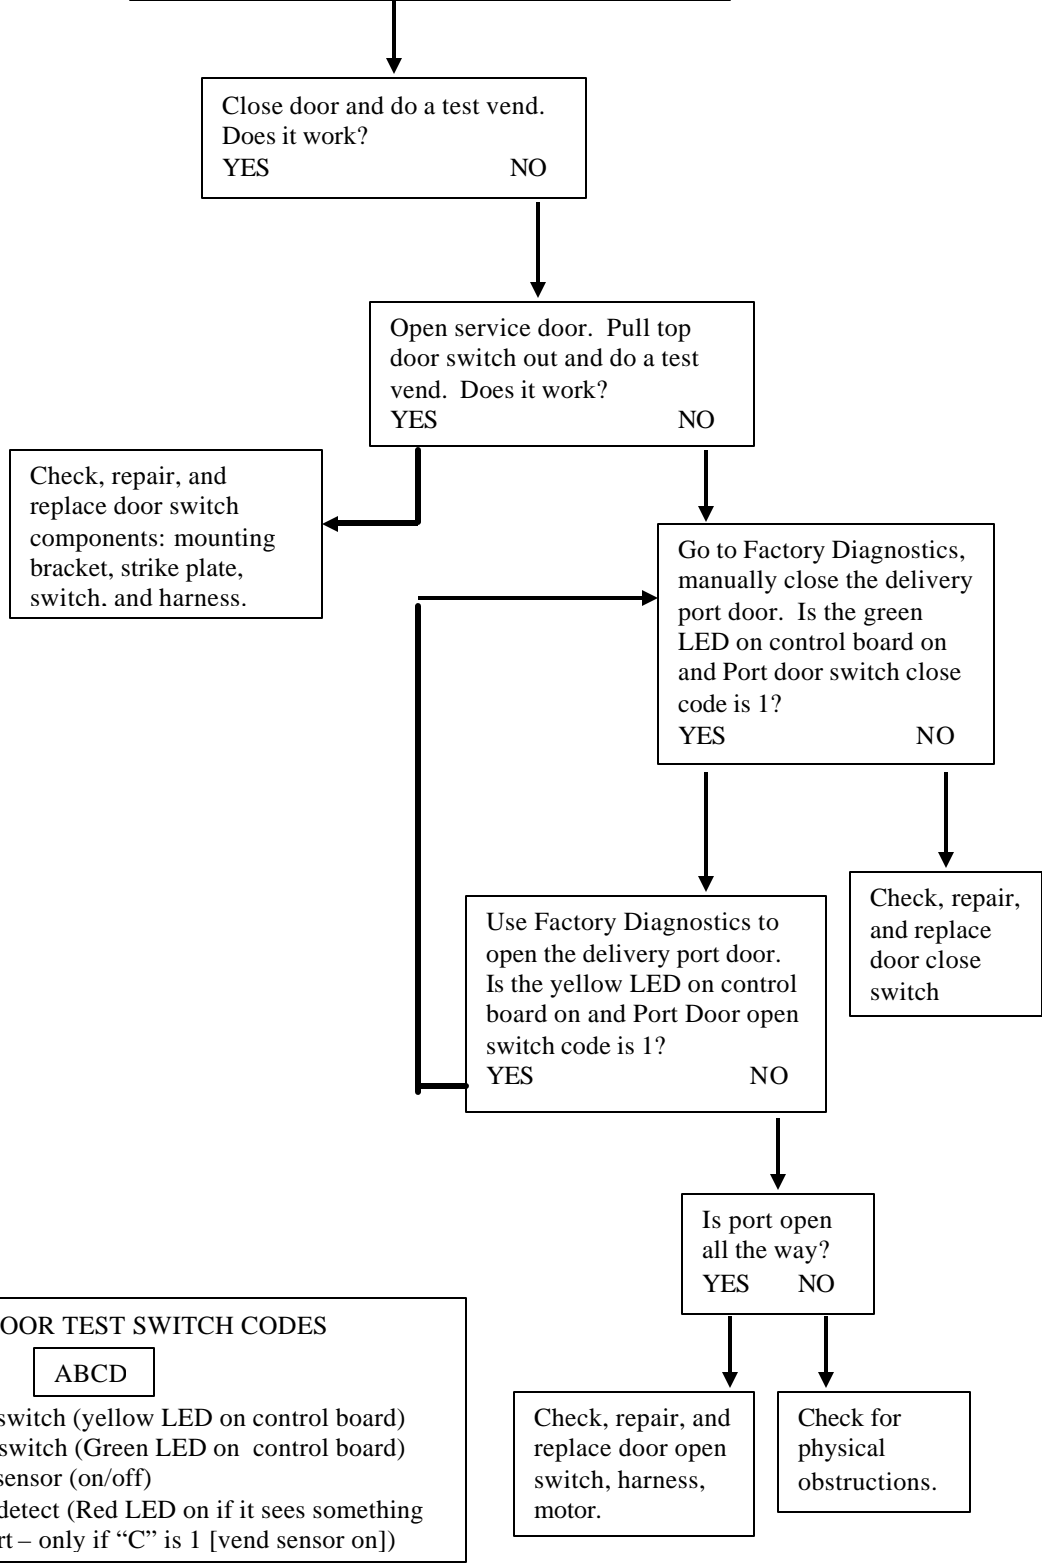 Close door and do a test vend.
Does it work?
YES NO
Open service door. Pull top
door switch out and do a test
vend. Does it work?
YES NO
Check, repair, and
replace door switch
components: mounting
bracket, strike plate,
switch, and harness.
Go to Factory Diagnostics,
manually close the delivery
port door. Is the green
LED on control board on
and Port door switch close
code is 1?
YES NO
Check, repair,
and replace
door close
switch
Use Factory Diagnostics to
open the delivery port door.
Is the yellow LED on control
board on and Port Door open
switch code is 1?
YES NO
Is port open
all the way?
YES NO
Check, repair, and
replace door open
switch, harness,
motor.
Check for
physical
obstructions.
OOR TEST SWITCH CODES
ABCD
switch (yellow LED on control board)
switch (Green LED on control board)
sensor (on/off)
detect (Red LED on if it sees something
rt – only if “C” is 1 [vend sensor on])